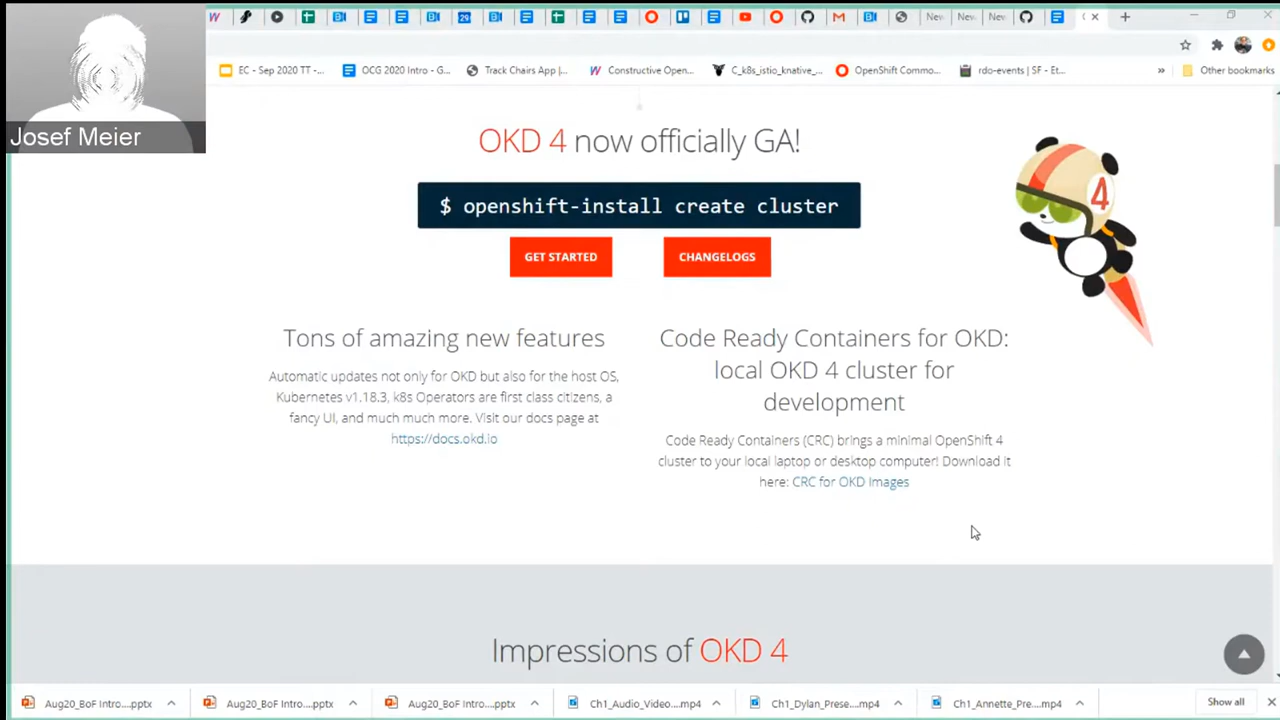 29
New
New
New
EC - Sep 2020 TT -...
OCG 2020 Intro - G...
Track Chairs App |...
Constructive Open...
C_k8s_istio_knative_...
OpenShift Commo...
rdo-events | SF - Et...
»
Other bookmarks
Josef Meier
OKD 4 now officially GA!
$ openshift-install create cluster
GET STARTED
CHANGELOGS
4
Tons of amazing new features
Automatic updates not only for OKD but also for the host OS,
Kubernetes v1.18.3, k8s Operators are first class citizens, a
fancy UI, and much much more. Visit our docs page at
https://docs.okd.io
Code Ready Containers for OKD:
local OKD 4 cluster for
development
Code Ready Containers (CRC) brings a minimal OpenShift 4
cluster to your local laptop or desktop computer! Download it
here: CRC for OKD Images
Impressions of OKD 4
Aug20_BoF Intro....pptx
Aug20_BoF Intro....pptx
Aug20_BoF Intro....pptx
Ch1_Audio_Video....mp4
Ch1_Dylan_Prese....mp4
Ch1_Annette_Pre....mp4
Show all